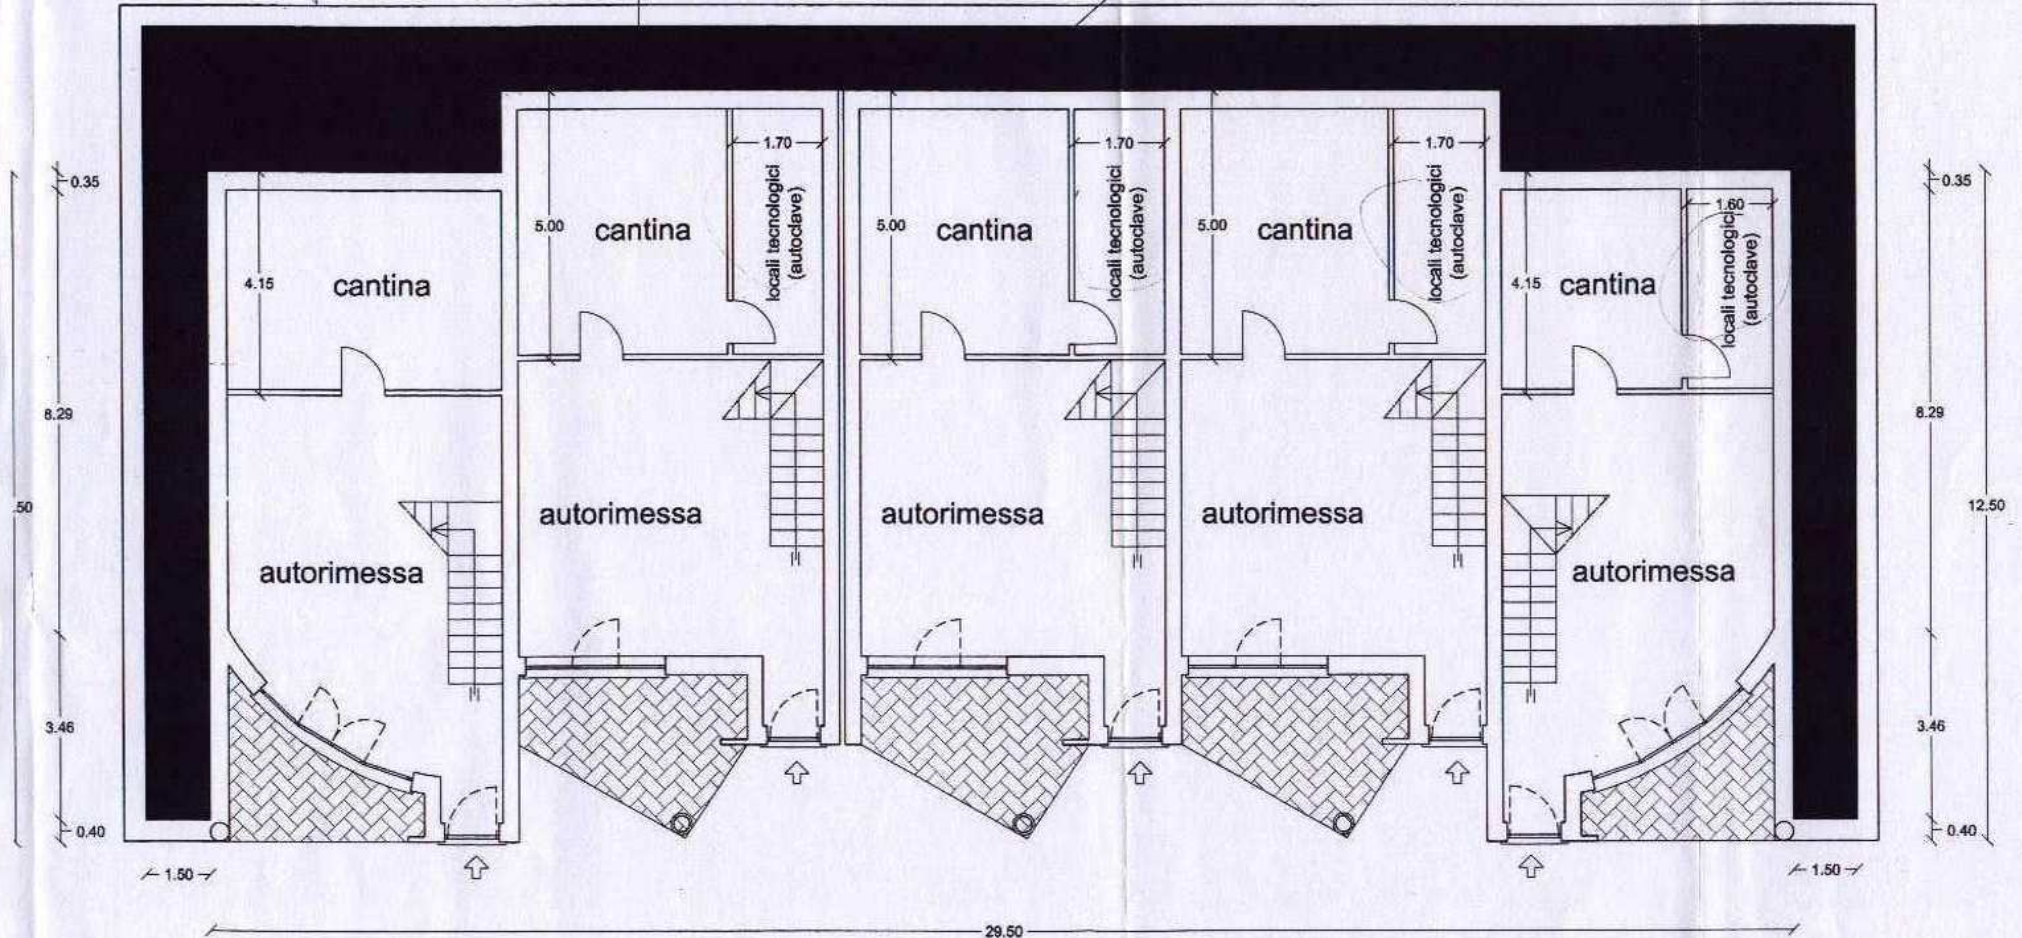 1.70
1.70
1.70
0.35
0.35
1.60
5.00
cantina
locali tecnologici
(autoclave)
5.00
cantina
locali tecnologici
(autoclave)
5.00
cantina
locali tecnologici
(autoclave)
4.15
cantina
4.15
cantina
locali tecnologici
(autoclave)
8.29
8.29
.50
12.50
autorimessa
autorimessa
autorimessa
autorimessa
autorimessa
3.46
3.46
0.40
0.40
1.50
1.50
29.50